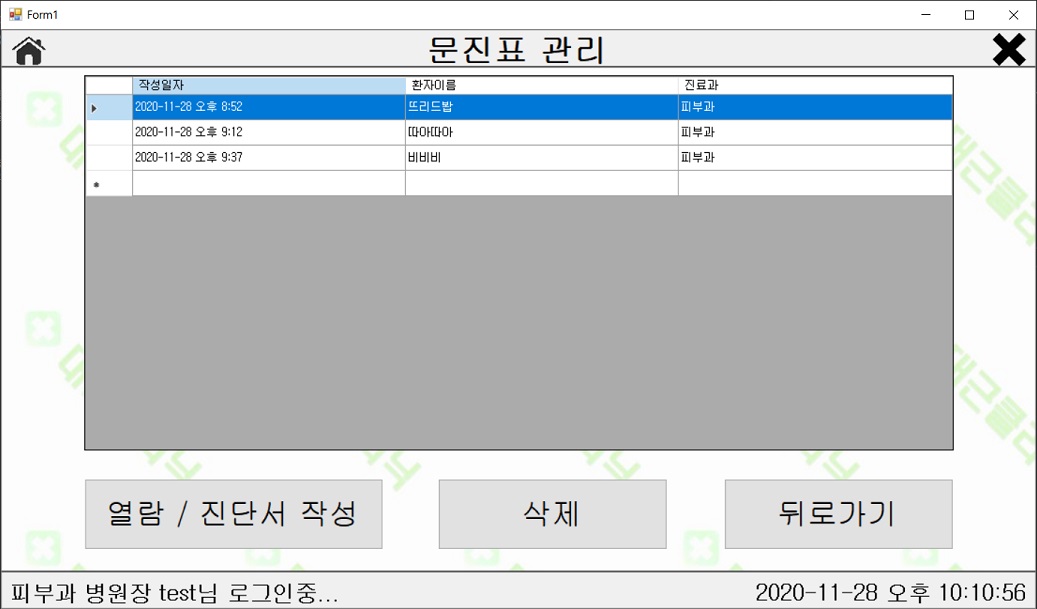 Form1
문진표 관리
작성일자 환자이름 진료과
2020-11-28 오후 8:52 뜨리드밥 피부과
2020-11-28 오후 9:12 따아따아 피부과
2020-11-28 오후 9:37 비비비 피부과
열람 / 진단서 작성 삭제 뒤로가기
피부과 병원장 test님 로그인중... 2020-11-28 오후 10:10:56